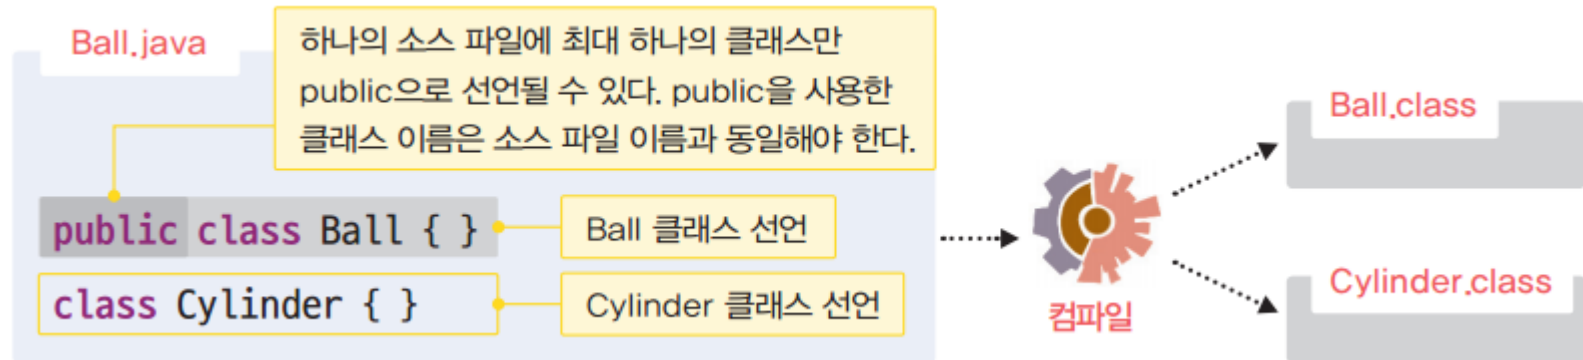 Ball.java
하나의 소스 파일에 최대 하나의 클래스만
public으로 선언될 수 있다. public을 사용한
클래스 이름은 소스 파일 이름과 동일해야 한다.
public class Ball { }
Ball 클래스 선언
class Cylinder { }
Cylinder 클래스 선언
컴파일
Ball.class
Cylinder.class